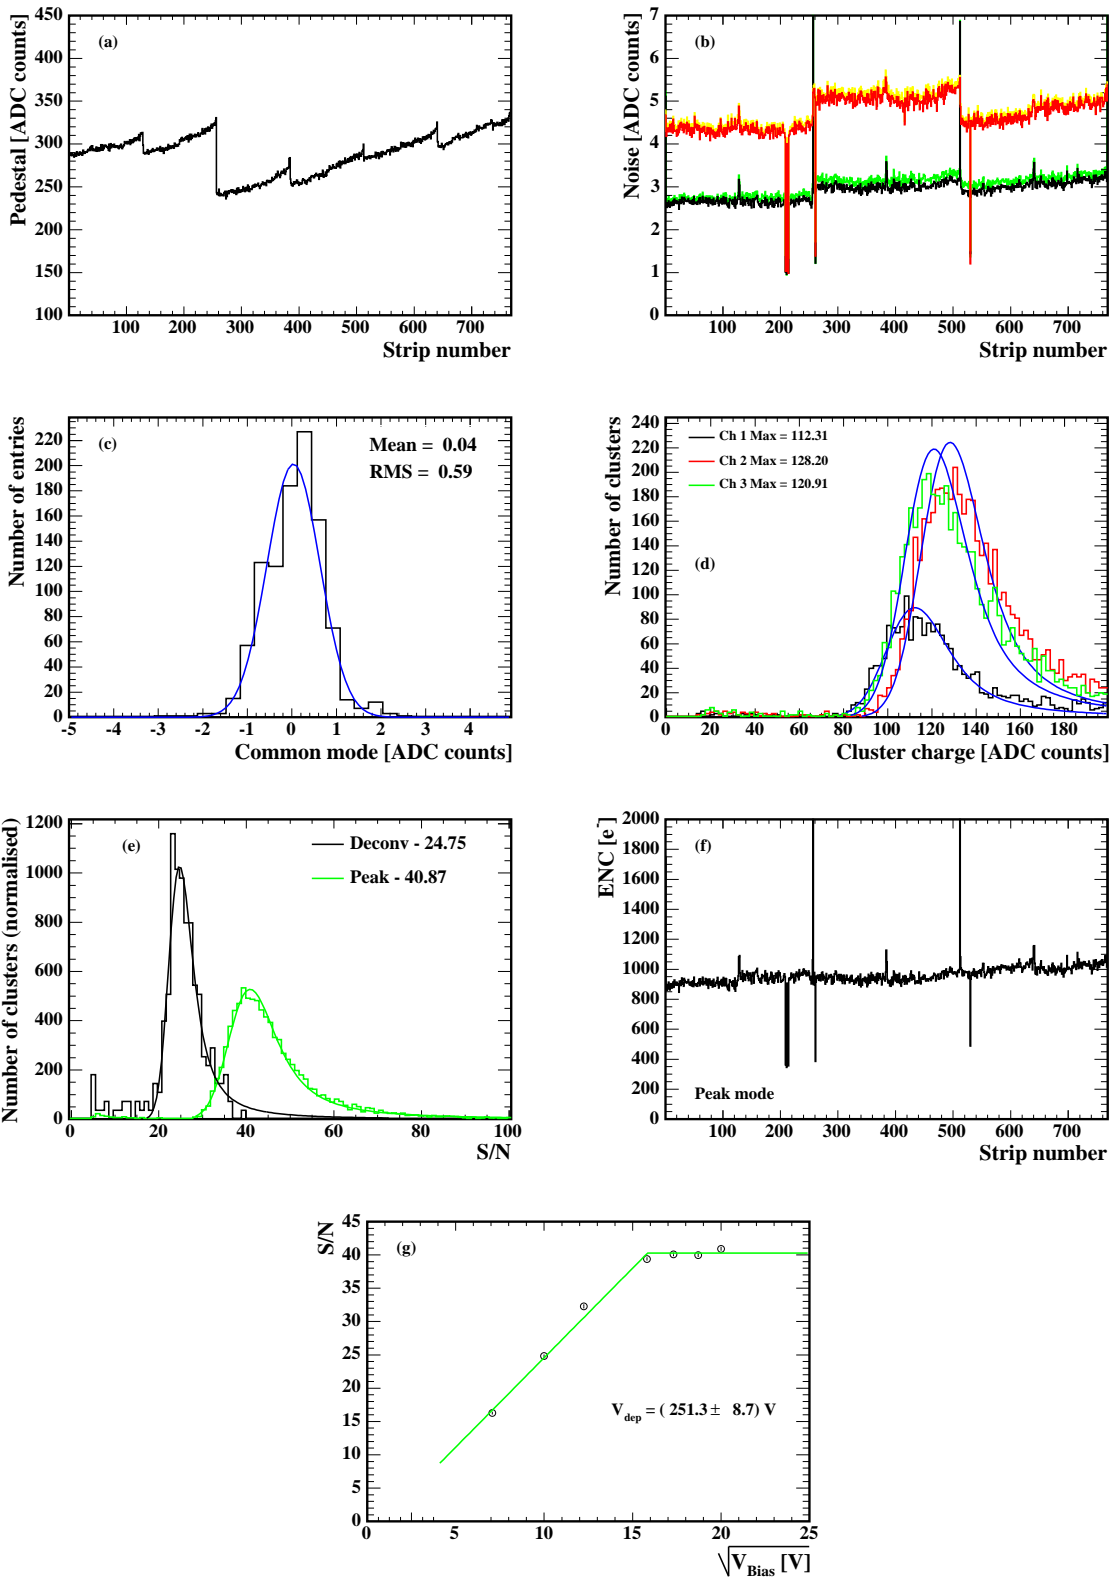 Pedestal [ADC counts]
(a)
450
400
350
300
250
200
150
100
100 200 300 400 500 600 700
Strip number
Noise [ADC counts]
(b)
7
6
5
4
3
2
1
0
100 200 300 400 500 600 700
Strip number
Number of entries
(c)
Mean = 0.04
RMS = 0.59
220
200
180
160
140
120
100
80
60
40
20
0
-5 -4 -3 -2 -1 0 1 2 3 4
Common mode [ADC counts]
Number of clusters
Ch 1 Max = 112.31
Ch 2 Max = 128.20
Ch 3 Max = 120.91
(d)
240
220
200
180
160
140
120
100
80
60
40
20
0
0 20 40 60 80 100 120 140 160 180
Cluster charge [ADC counts]
Number of clusters (normalised)
(e)
Deconv - 24.75
Peak - 40.87
1200
1000
800
600
400
200
0
0 20 40 60 80 100
S/N
ENC [e-]
(f)
2000
1800
1600
1400
1200
1000
800
600
400
200
0
Peak mode
100 200 300 400 500 600 700
Strip number
S/N
(g)
45
40
35
30
25
20
15
10
5
0
V_dep = ( 251.3 ± 8.7) V
0 5 10 15 20 25
√V_Bias [V]